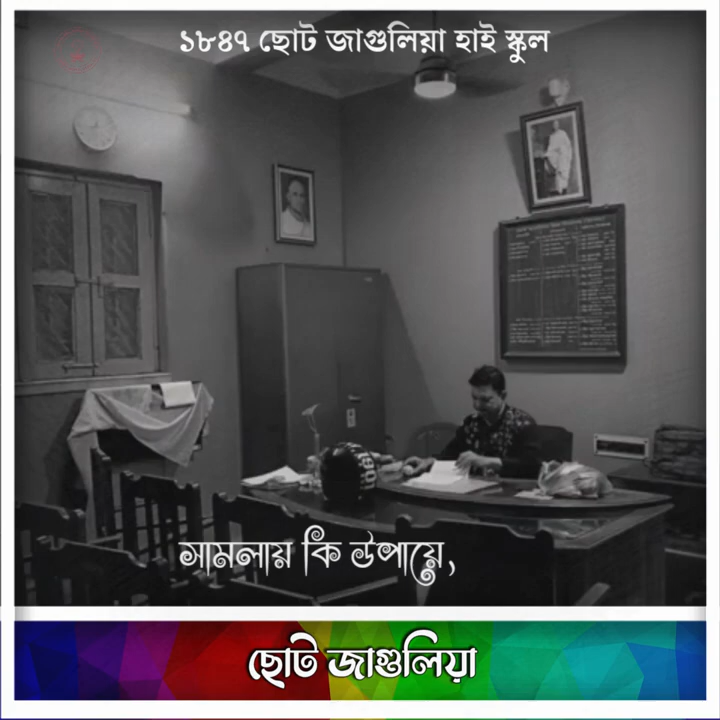 ১৮৪৭ ছোট জাগুলিয়া হাই স্কুল
সামলায় কি উপায়ে,
ছোট জাগুলিয়া